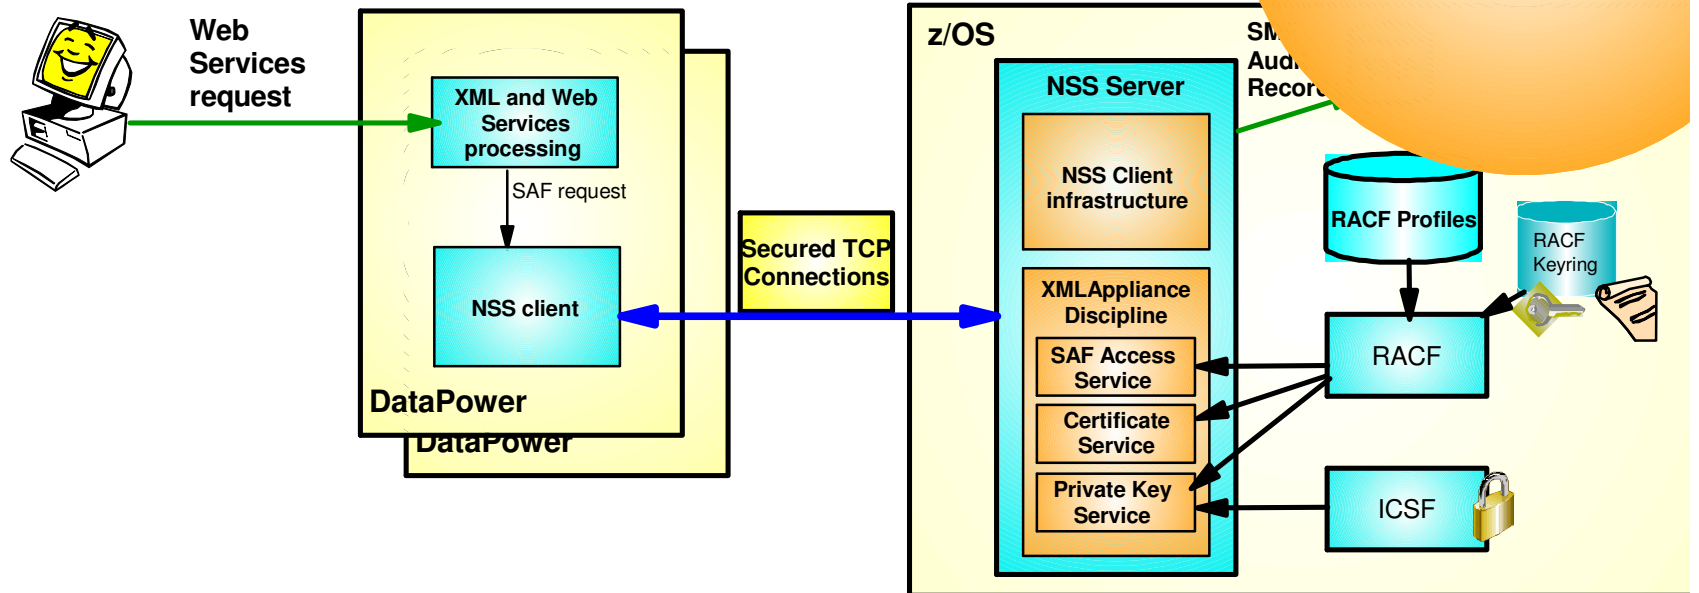 Web
Services
request
XML and Web
Services
processing
SAF request
NSS client
DataPower
DataPower
Secured TCP
Connections
z/OS
NSS Server
NSS Client
infrastructure
XMLAppliance
Discipline
SAF Access
Service
Certificate
Service
Private Key
Service
RACF Profiles
RACF
Keyring
RACF
ICSF